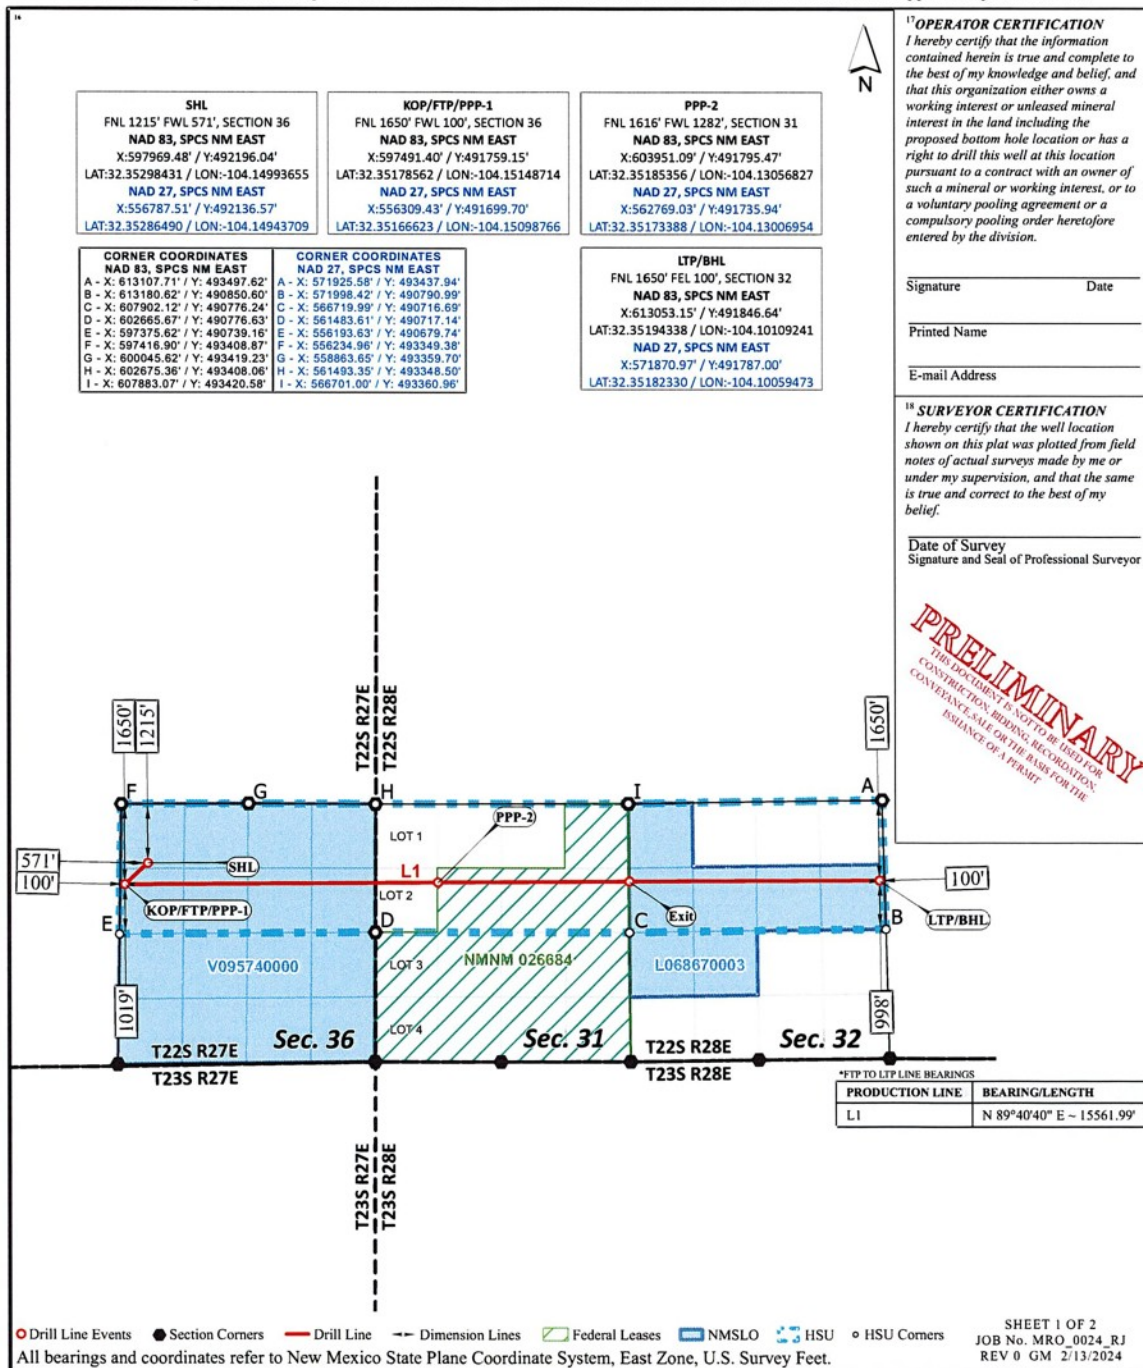 16
N
SHL
FNL 1215' FWL 571', SECTION 36
NAD 83, SPCS NM EAST
X:597969.48' / Y:492196.04'
LAT:32.35298431 / LON:-104.14993655
NAD 27, SPCS NM EAST
X:556787.51' / Y:492136.57'
LAT:32.35286490 / LON:-104.14943709
KOP/FTP/PPP-1
FNL 1650' FWL 100', SECTION 36
NAD 83, SPCS NM EAST
X:597491.40' / Y:491759.15'
LAT:32.35178562 / LON:-104.15148714
NAD 27, SPCS NM EAST
X:556309.43' / Y:491699.70'
LAT:32.35166623 / LON:-104.15098766
PPP-2
FNL 1616' FWL 1282', SECTION 31
NAD 83, SPCS NM EAST
X:603951.09' / Y:491795.47'
LAT:32.35185356 / LON:-104.13056827
NAD 27, SPCS NM EAST
X:562769.03' / Y:491735.94'
LAT:32.35173388 / LON:-104.13006954
CORNER COORDINATES
NAD 83, SPCS NM EAST
A - X: 613107.71' / Y: 493497.62'
B - X: 613180.62' / Y: 490850.60'
C - X: 607902.12' / Y: 490776.24'
D - X: 602665.67' / Y: 490776.63'
E - X: 597375.62' / Y: 490739.16'
F - X: 597416.90' / Y: 493408.87'
G - X: 600045.62' / Y: 493419.23'
H - X: 602675.36' / Y: 493408.06'
I - X: 607883.07' / Y: 493420.58'
CORNER COORDINATES
NAD 27, SPCS NM EAST
A - X: 571925.58' / Y: 493437.94'
B - X: 571998.42' / Y: 490790.99'
C - X: 566719.99' / Y: 490716.69'
D - X: 561483.61' / Y: 490717.14'
E - X: 556193.63' / Y: 490679.74'
F - X: 556234.96' / Y: 493349.38'
G - X: 558863.65' / Y: 493359.70'
H - X: 561493.35' / Y: 493348.50'
I - X: 566701.00' / Y: 493360.96'
LTP/BHL
FNL 1650' FEL 100', SECTION 32
NAD 83, SPCS NM EAST
X:613053.15' / Y:491846.64'
LAT:32.35194338 / LON:-104.10109241
NAD 27, SPCS NM EAST
X:571870.97' / Y:491787.00'
LAT:32.35182330 / LON:-104.10059473
17 OPERATOR CERTIFICATION
I hereby certify that the information
contained herein is true and complete to
the best of my knowledge and belief, and
that this organization either owns a
working interest or unleased mineral
interest in the land including the
proposed bottom hole location or has a
right to drill this well at this location
pursuant to a contract with an owner of
such a mineral or working interest, or to
a voluntary pooling agreement or a
compulsory pooling order heretofore
entered by the division.
Signature Date
Printed Name
E-mail Address
18 SURVEYOR CERTIFICATION
I hereby certify that the well location
shown on this plat was plotted from field
notes of actual surveys made by me or
under my supervision, and that the same
is true and correct to the best of my
belief.
Date of Survey
Signature and Seal of Professional Surveyor
PRELIMINARY
THIS DOCUMENT IS NOT TO BE USED FOR
CONSTRUCTION, BIDDING, RECORDATION,
CONVEYANCE, SALE OR THE BASIS FOR THE
ISSUANCE OF A PERMIT
T22S R27E
T22S R28E
1650'
1215'
1650'
F G H I A
LOT 1
PPP-2
571'
SHL
L1
100'
100'
LOT 2
KOP/FTP/PPP-1
Exit
LTP/BHL
E D C B
V095740000
LOT 3
NMNM 026684
L068670003
1019'
998'
LOT 4
Sec. 36
Sec. 31
Sec. 32
T22S R27E
T23S R27E
T22S R28E
T23S R28E
*FTP TO LTP LINE BEARINGS
PRODUCTION LINE BEARING/LENGTH
L1 N 89°40'40" E ~ 15561.99'
T23S R27E
T23S R28E
Drill Line Events Section Corners Drill Line Dimension Lines Federal Leases NMSLO HSU HSU Corners
All bearings and coordinates refer to New Mexico State Plane Coordinate System, East Zone, U.S. Survey Feet.
SHEET 1 OF 2
JOB No. MRO_0024_RJ
REV 0 GM 2/13/2024